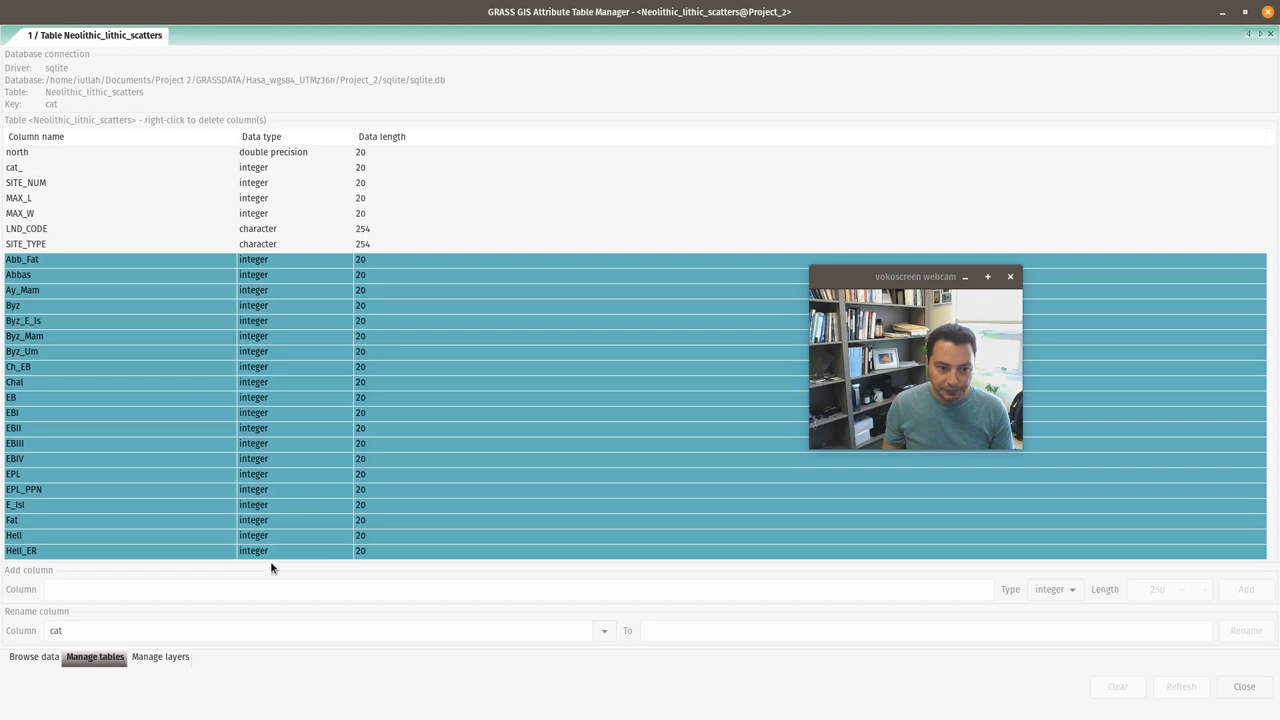 GRASS GIS Attribute Table Manager - <Neolithic_lithic_scatters@Project_2>
1 / Table Neolithic_lithic_scatters
Database connection
Driver: sqlite
Database: /home/iullah/Documents/Project 2/GRASSDATA/Hasa_wgs84_UTMz36n/Project_2/sqlite/sqlite.db
Table: Neolithic_lithic_scatters
Key: cat
Table <Neolithic_lithic_scatters> - right-click to delete column(s)
Column name Data type Data length
north double precision 20
cat_ integer 20
SITE_NUM integer 20
MAX_L integer 20
MAX_W integer 20
LND_CODE character 254
SITE_TYPE character 254
Abb_Fat integer 20
Abbas integer 20
Ay_Mam integer 20
Byz integer 20
Byz_E_Is integer 20
Byz_Mam integer 20
Byz_Um integer 20
Ch_EB integer 20
Chal integer 20
EB integer 20
EBI integer 20
EBII integer 20
EBIII integer 20
EBIV integer 20
EPL integer 20
EPL_PPN integer 20
E_Isl integer 20
Fat integer 20
Hell integer 20
Hell_ER integer 20
vokoscreen webcam
Add column
Column Type integer Length 250 Add
Rename column
Column cat To Rename
Browse data Manage tables Manage layers
Clear Refresh Close